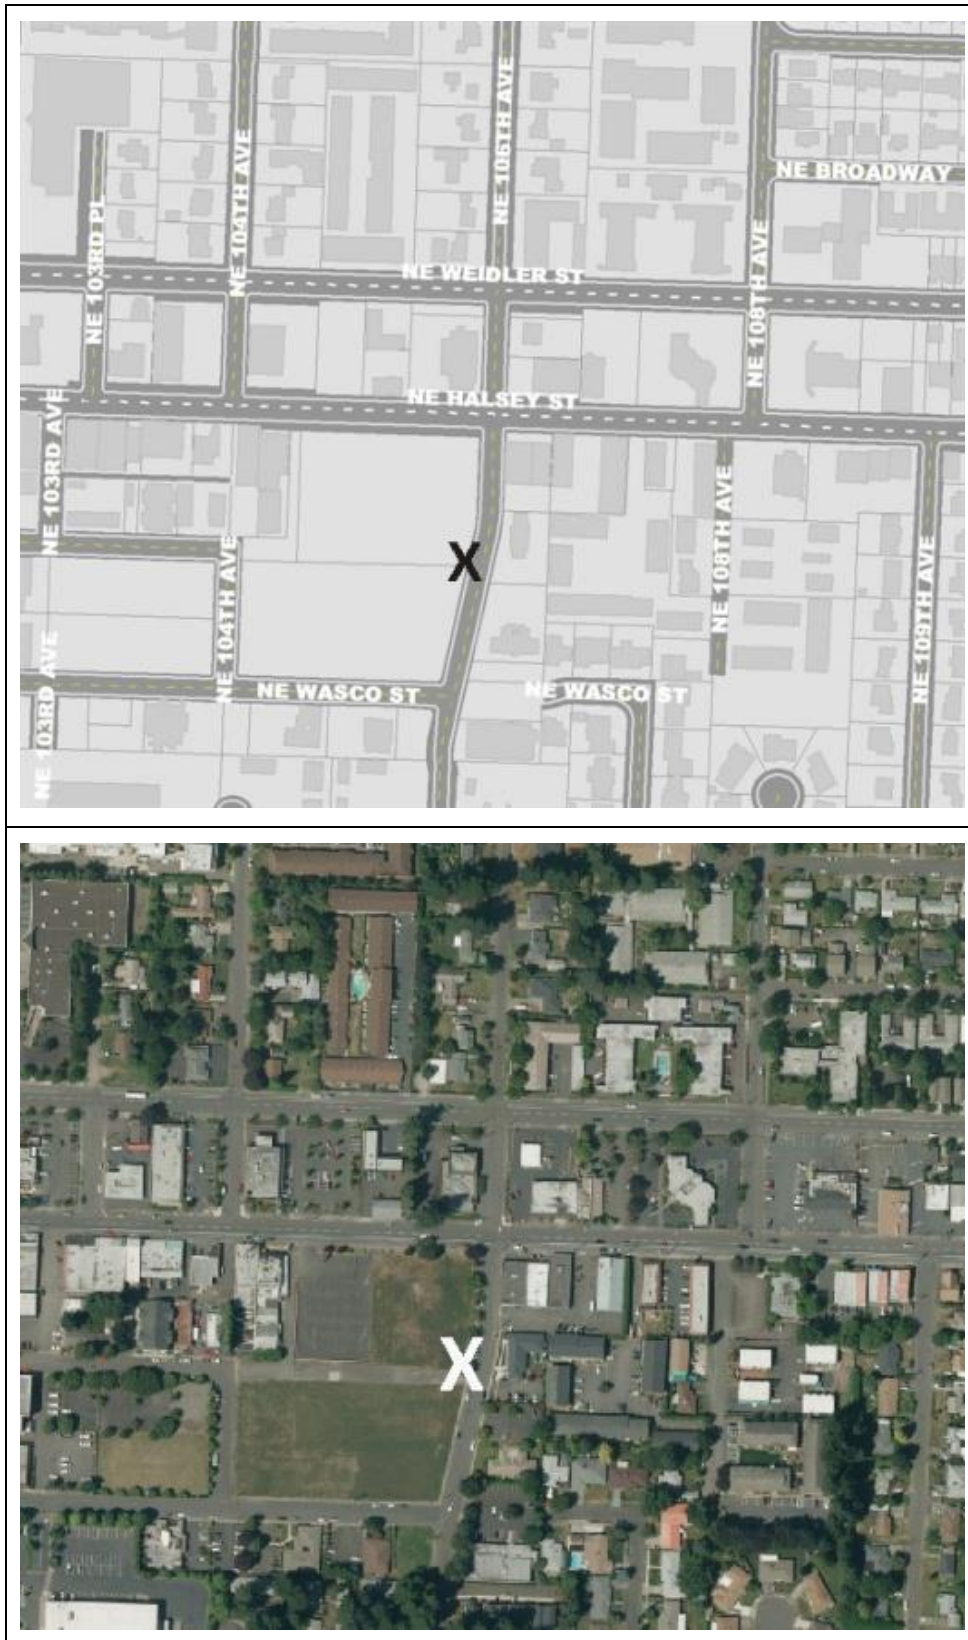 NE 106TH AVE
NE BROADWAY
NE 104TH AVE
NE 103RD PL
NE WEIDLER ST
NE 108TH AVE
NE HALSEY ST
NE 103RD AVE
NE 108TH AVE
NE 104TH AVE
NE 109TH AVE
X
NE WASCO ST
NE WASCO ST
NE 103RD AVE
X